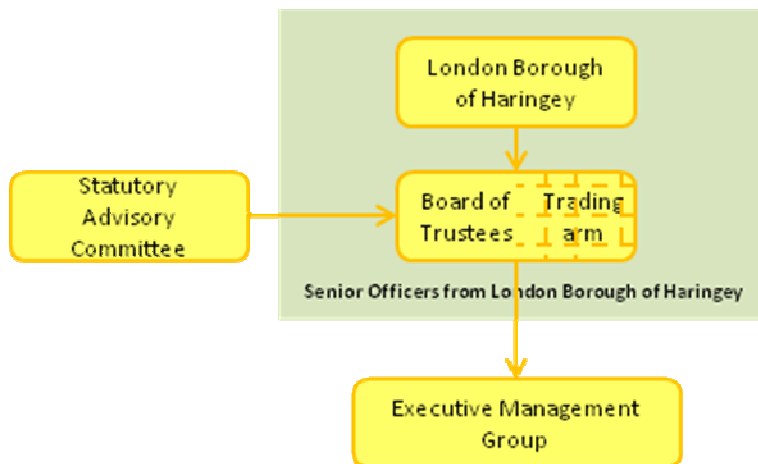 London Borough
of Haringey
Statutory
Advisory
Committee
Board of
Trustees
Trading
arm
Senior Officers from London Borough of Haringey
Executive Management
Group